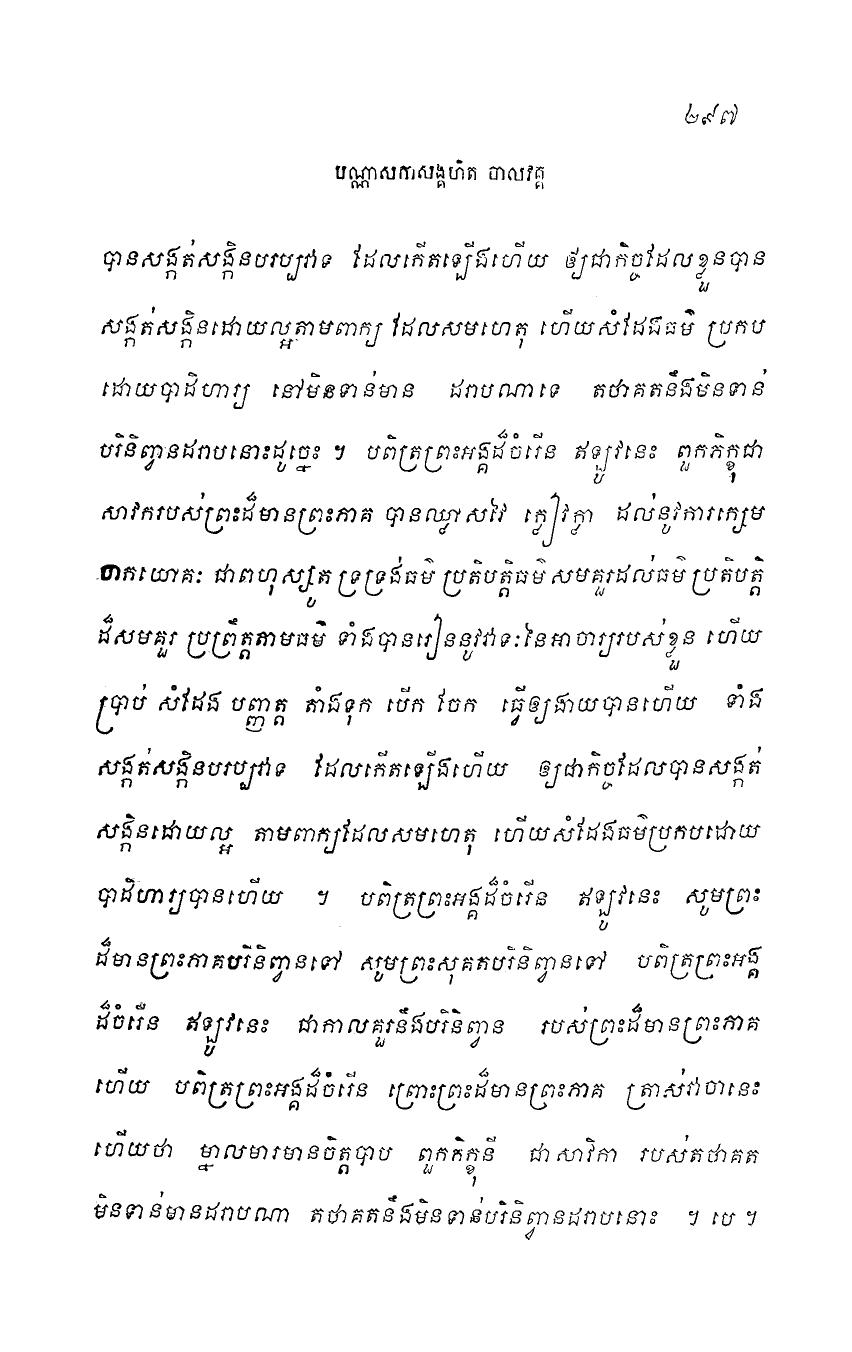 ២៩៧
បណ្ណាសកាសង្គហិត ចាលវគ្គ
បានសង្កត់សង្កិនបរប្បវាទ ដែលកើតឡើងហើយ ឲ្យជាកិច្ចដែលខ្លួនបាន
សង្កត់សង្កិនដោយល្អតាមពាក្យ ដែលសមហេតុ ហើយសំដែងធម៌ ប្រកប
ដោយបាដិហារ្យ នៅមិនទាន់មាន ដរាបណាទេ តថាគតនឹងមិនទាន់
បរិនិព្វានដរាបនោះដូច្នេះ ។ បពិត្រព្រះអង្គដ៏ចំរើន ឥឡូវនេះ ពួកភិក្ខុជា
សាវករបស់ព្រះដ៏មានព្រះភាគ បានឈ្លាសវៃ ក្លៀវក្លា ដល់នូវការក្សេម
ចាកយោគៈ ជាពហុស្សូត ទ្រទ្រង់ធម៌ ប្រតិបត្តិធម៌សមគួរដល់ធម៌ ប្រតិបត្តិ
ដ៏សមគួរ ប្រព្រឹត្តតាមធម៌ ទាំងបានរៀននូវវាទៈនៃអាចារ្យរបស់ខ្លួន ហើយ
ប្រាប់ សំដែង បញ្ញត្ត តាំងទុក បើក ចែក ធ្វើឲ្យងាយបានហើយ ទាំង
សង្កត់សង្កិនបរប្បវាទ ដែលកើតឡើងហើយ ឲ្យជាកិច្ចដែលបានសង្កត់
សង្កិនដោយល្អ តាមពាក្យដែលសមហេតុ ហើយសំដែងធម៌ប្រកបដោយ
បាដិហារ្យបានហើយ ។ បពិត្រព្រះអង្គដ៏ចំរើន ឥឡូវនេះ សូមព្រះ
ដ៏មានព្រះភាគបរិនិព្វានទៅ សូមព្រះសុគតបរិនិព្វានទៅ បពិត្រព្រះអង្គ
ដ៏ចំរើន ឥឡូវនេះ ជាកាលគួរនឹងបរិនិព្វាន របស់ព្រះដ៏មានព្រះភាគ
ហើយ បពិត្រព្រះអង្គដ៏ចំរើន ព្រោះព្រះដ៏មានព្រះភាគ ត្រាស់វាចានេះ
ហើយថា ម្នាលមារមានចិត្តបាប ពួកភិក្ខុនី ជាសាវិកា របស់តថាគត
មិនទាន់មានដរាបណា តថាគតនឹងមិនទាន់បរិនិព្វានដរាបនោះ ។ បេ ។